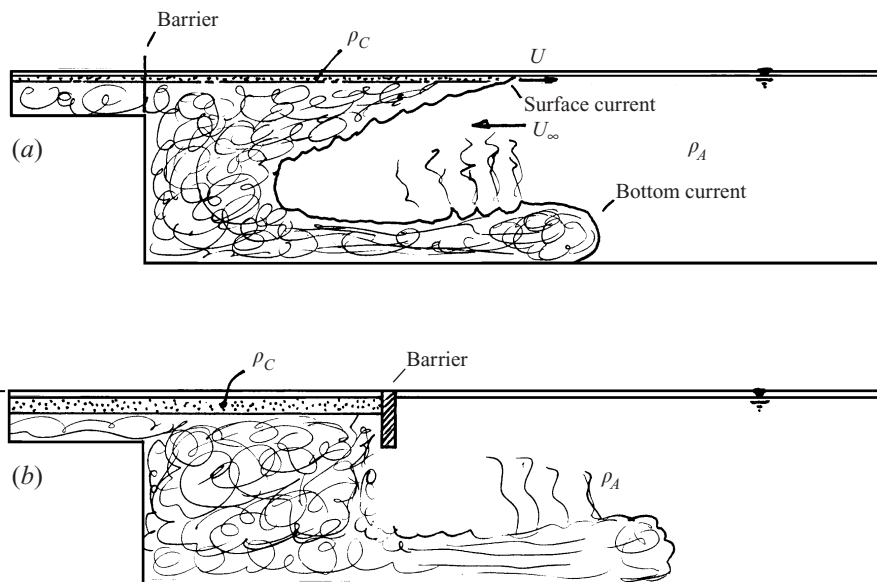 Barrier
ρ_C
U
Surface current
U_∞
(a)
ρ_A
Bottom current
ρ_C
Barrier
(b)
ρ_A